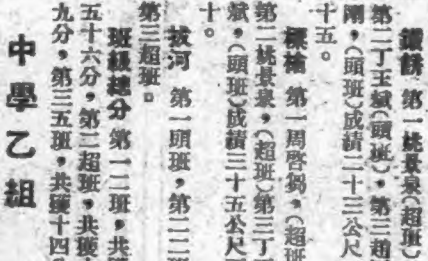 鐵餅　第一姚景泉（超班）
第二丁王斌（頭班），第三趙
剛，（頭班）成績二十三公尺
十五。
標槍　第一周啓獨，（超班
第二姚景泉，（超班）第三丁
斌，（頭班）成績三十五公尺
十。
拔河　第一頭班，第二二班
第三超班。
班級總分　第一二班，共
五十六分，第二超班，共獲
九分，第三五班，共獲十四分
中學乙組